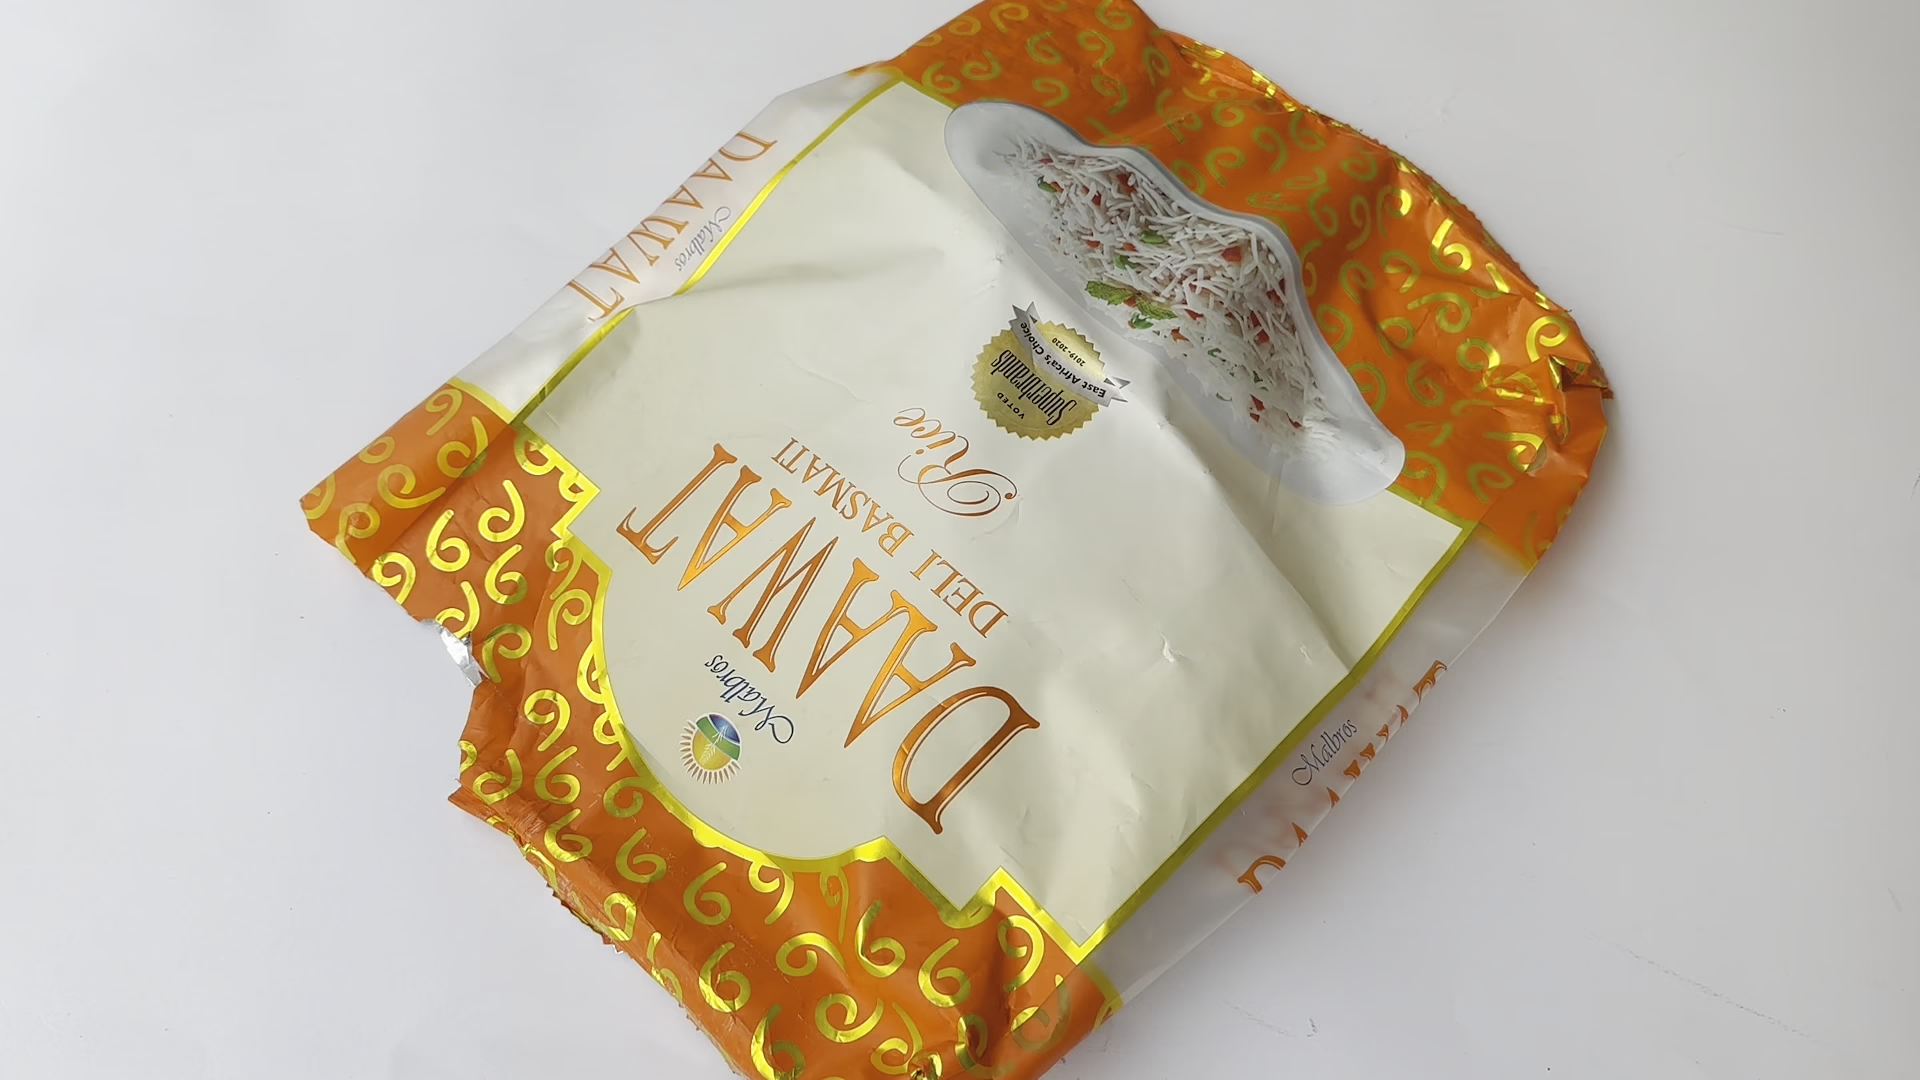 Malbros
DAAWAT
DELI BASMATI
Rice
VOTED
Superbrands
East Africa's Choice
2019-2020
Malbros
DAAWAT
Malbros